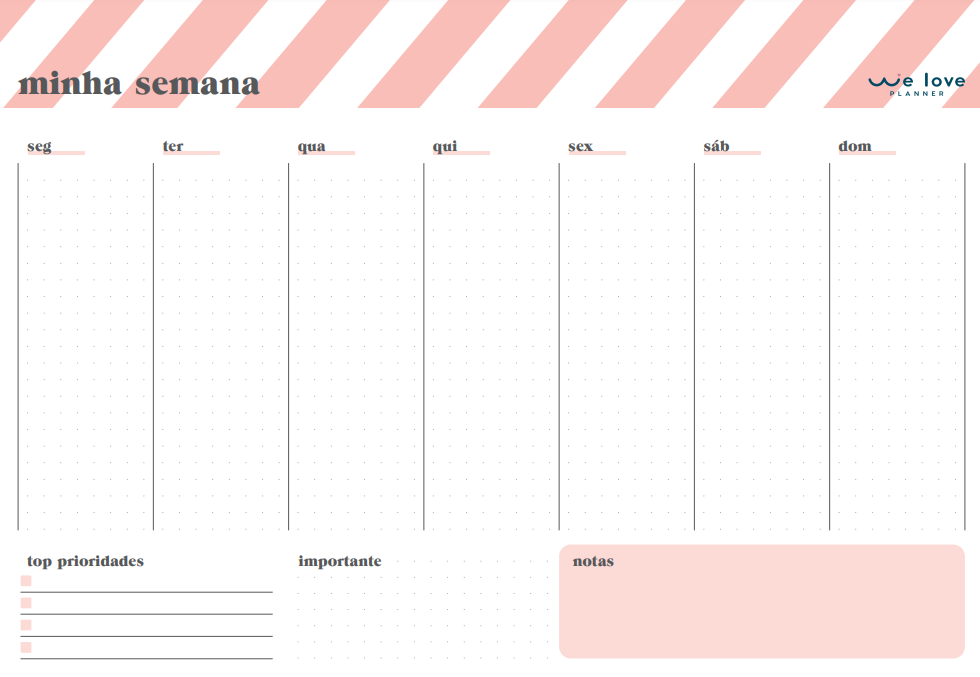 minha semana
we love
PLANNER
seg ter qua qui sex sáb dom
top prioridades importante notas